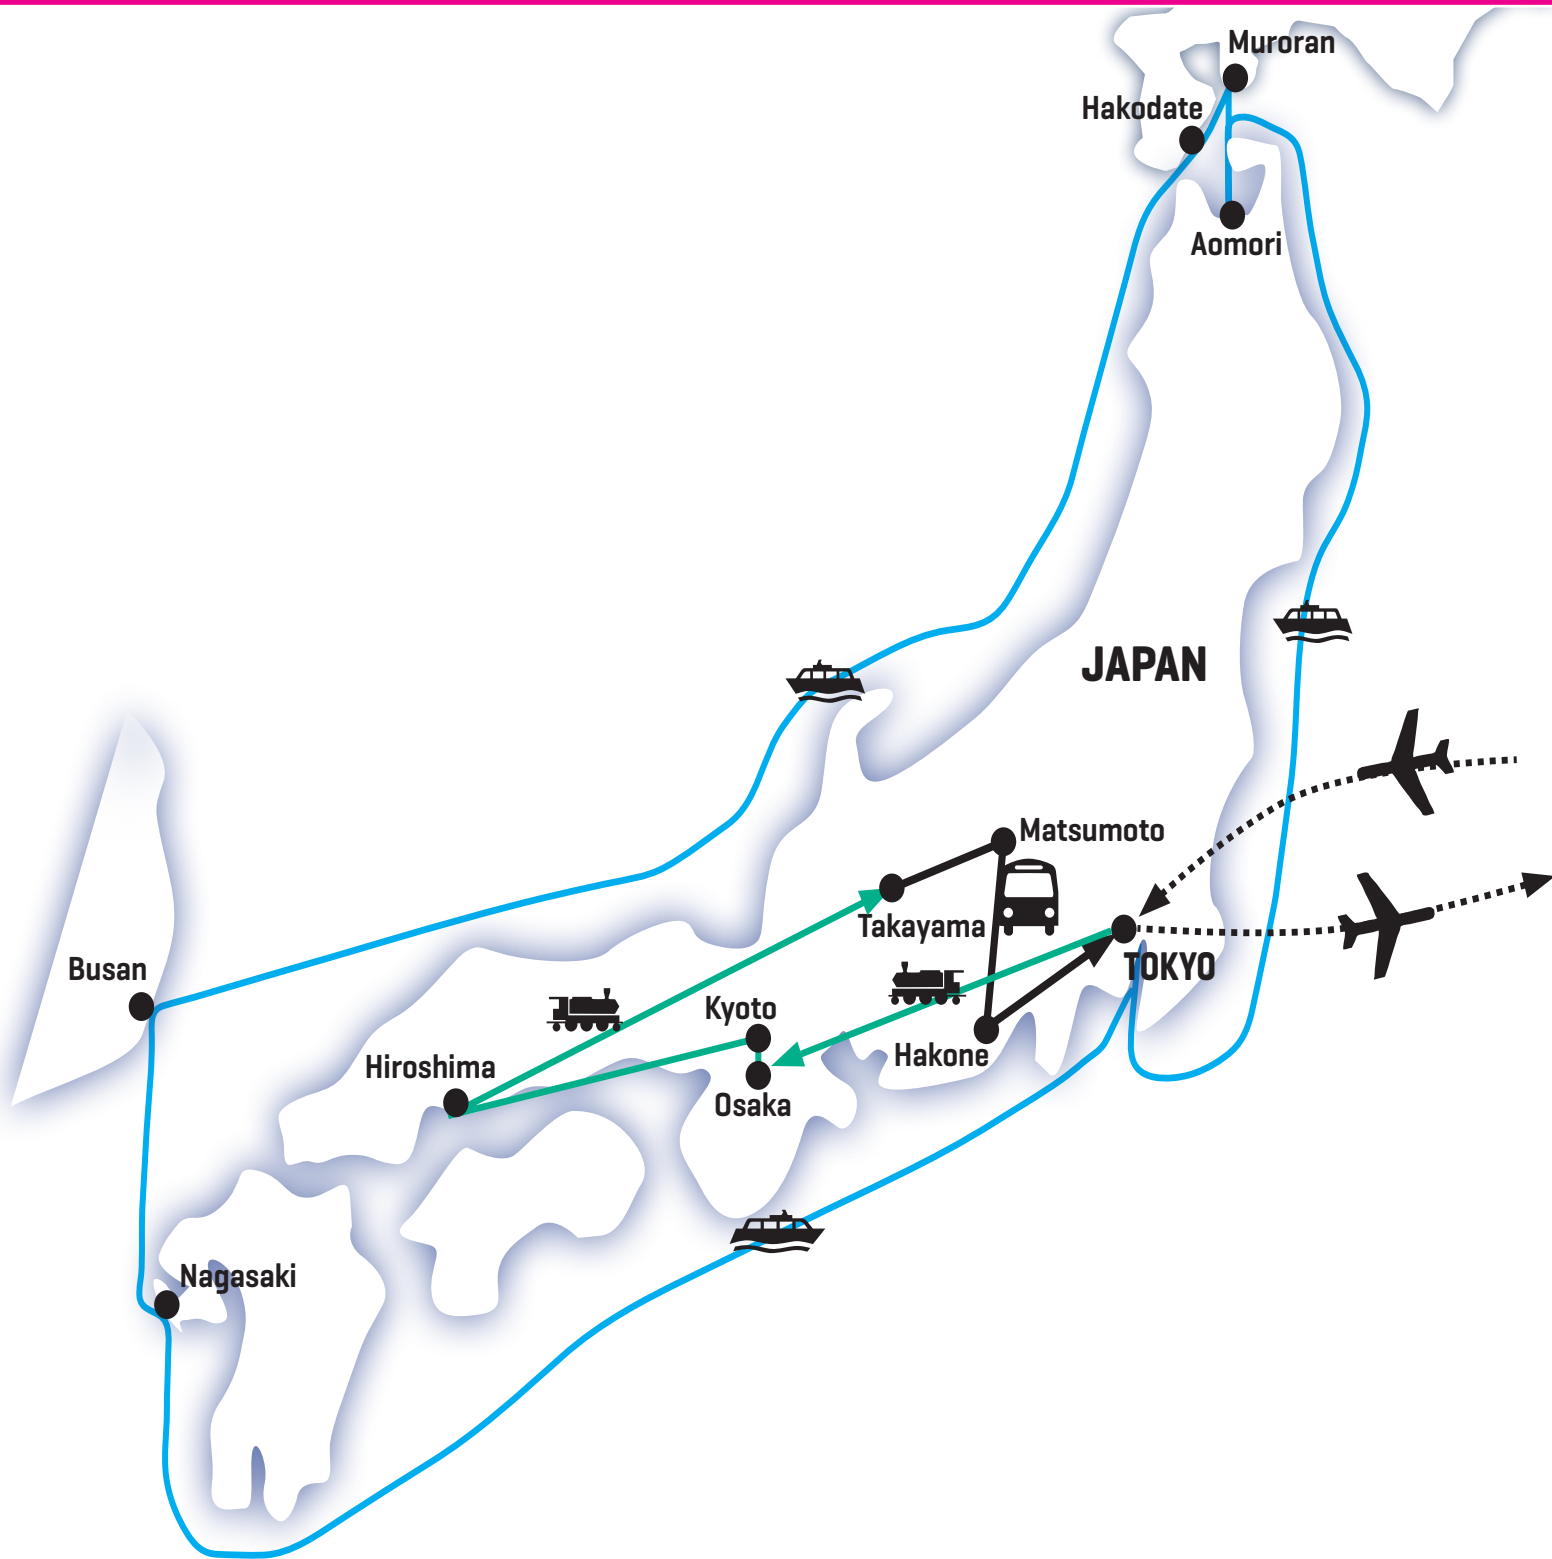 Muroran
Hakodate
Aomori
JAPAN
Matsumoto
Takayama
TOKYO
Busan
Kyoto
Hakone
Hiroshima
Osaka
Nagasaki